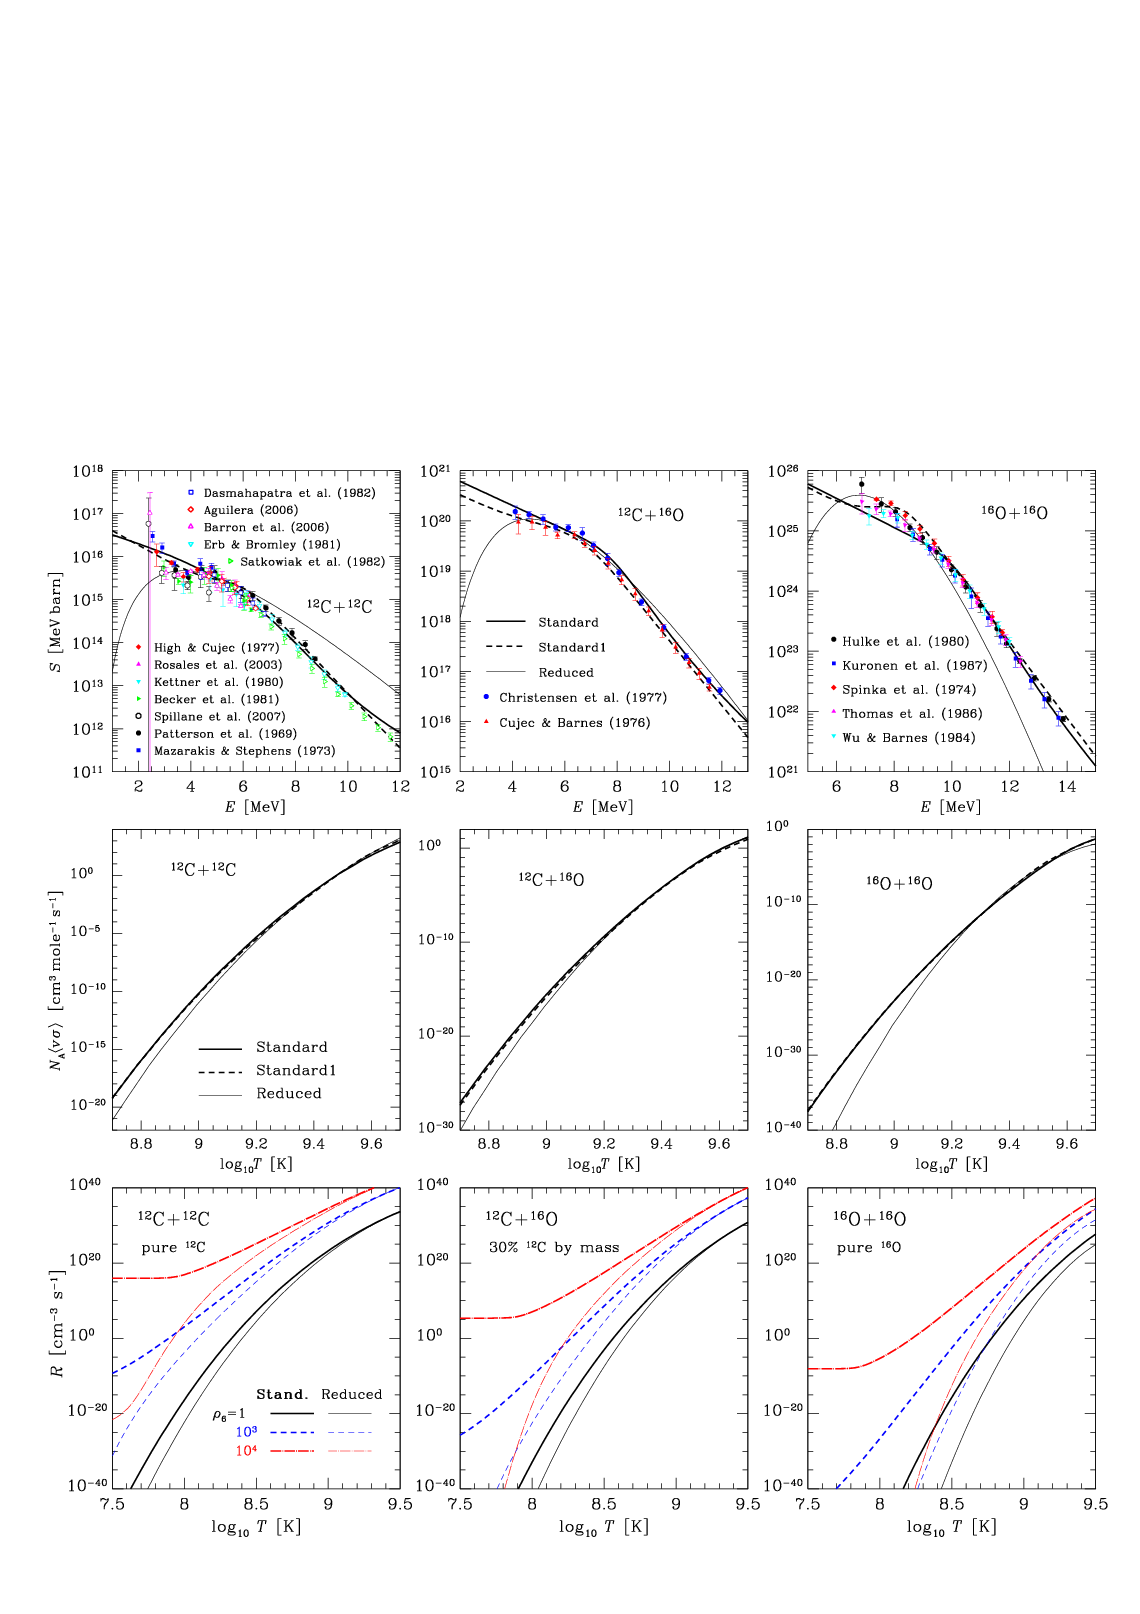 10¹⁸
10¹⁷
10¹⁶
10¹⁵
10¹⁴
10¹³
10¹²
10¹¹
S [MeV barn]
Dasmahapatra et al. (1982)
Aguilera (2006)
Barron et al. (2006)
Erb & Bromley (1981)
Satkowiak et al. (1982)
¹²C+¹²C
High & Cujec (1977)
Rosales et al. (2003)
Kettner et al. (1980)
Becker et al. (1981)
Spillane et al. (2007)
Patterson et al. (1969)
Mazarakis & Stephens (1973)
2 4 6 8 10 12
E [MeV]
10²¹
10²⁰
10¹⁹
10¹⁸
10¹⁷
10¹⁶
10¹⁵
¹²C+¹⁶O
Standard
Standard1
Reduced
Christensen et al. (1977)
Cujec & Barnes (1976)
2 4 6 8 10 12
E [MeV]
10²⁶
10²⁵
10²⁴
10²³
10²²
10²¹
¹⁶O+¹⁶O
Hulke et al. (1980)
Kuronen et al. (1987)
Spinka et al. (1974)
Thomas et al. (1986)
Wu & Barnes (1984)
6 8 10 12 14
E [MeV]
10⁰
10⁻⁵
10⁻¹⁰
10⁻¹⁵
10⁻²⁰
N_A⟨vσ⟩ [cm³ mole⁻¹ s⁻¹]
¹²C+¹²C
Standard
Standard1
Reduced
8.8 9 9.2 9.4 9.6
log₁₀T [K]
10⁰
10⁻¹⁰
10⁻²⁰
10⁻³⁰
¹²C+¹⁶O
8.8 9 9.2 9.4 9.6
log₁₀T [K]
10⁰
10⁻¹⁰
10⁻²⁰
10⁻³⁰
10⁻⁴⁰
¹⁶O+¹⁶O
8.8 9 9.2 9.4 9.6
log₁₀T [K]
10⁴⁰
10²⁰
10⁰
10⁻²⁰
10⁻⁴⁰
R [cm⁻³ s⁻¹]
¹²C+¹²C
pure ¹²C
Stand. Reduced
ρ₆=1
10³
10⁴
7.5 8 8.5 9 9.5
log₁₀ T [K]
10⁴⁰
10²⁰
10⁰
10⁻²⁰
10⁻⁴⁰
¹²C+¹⁶O
30% ¹²C by mass
7.5 8 8.5 9 9.5
log₁₀ T [K]
10⁴⁰
10²⁰
10⁰
10⁻²⁰
10⁻⁴⁰
¹⁶O+¹⁶O
pure ¹⁶O
7.5 8 8.5 9 9.5
log₁₀ T [K]